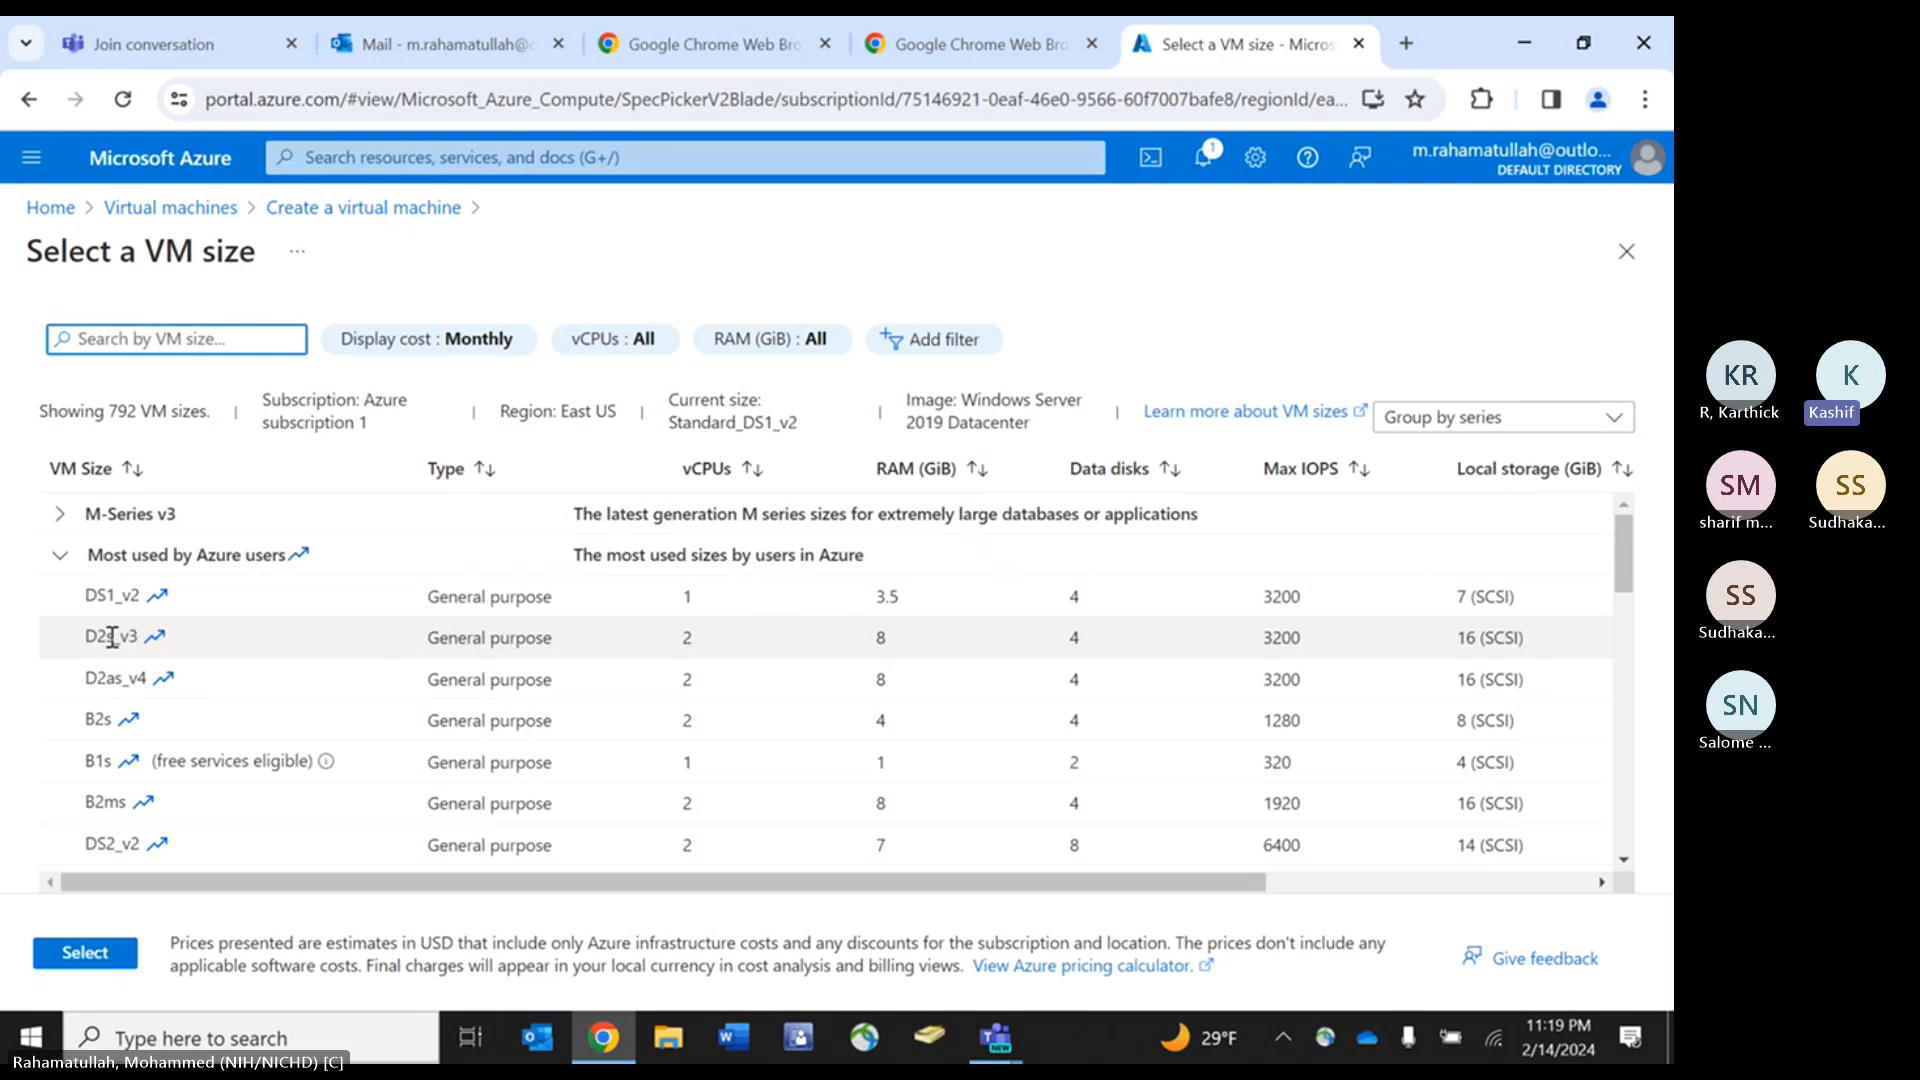 Join conversation
Mail - m.rahamatullah@
Google Chrome Web Bro
Google Chrome Web Bro
Select a VM size - Micros
portal.azure.com/#view/Microsoft_Azure_Compute/SpecPickerV2Blade/subscriptionId/75146921-0eaf-46e0-9566-60f7007bafe8/regionId/ea...
Microsoft Azure
Search resources, services, and docs (G+/)
1
m.rahamatullah@outlo...
DEFAULT DIRECTORY
Home > Virtual machines > Create a virtual machine >
Select a VM size ...
Search by VM size...
Display cost : Monthly
vCPUs : All
RAM (GiB) : All
Add filter
Showing 792 VM sizes. |
Subscription: Azure subscription 1 |
Region: East US |
Current size: Standard_DS1_v2 |
Image: Windows Server 2019 Datacenter |
Learn more about VM sizes
Group by series
VM Size Type vCPUs RAM (GiB) Data disks Max IOPS Local storage (GiB)
M-Series v3 The latest generation M series sizes for extremely large databases or applications
Most used by Azure users The most used sizes by users in Azure
DS1_v2 General purpose 1 3.5 4 3200 7 (SCSI)
D2s_v3 General purpose 2 8 4 3200 16 (SCSI)
D2as_v4 General purpose 2 8 4 3200 16 (SCSI)
B2s General purpose 2 4 4 1280 8 (SCSI)
B1s (free services eligible) General purpose 1 1 2 320 4 (SCSI)
B2ms General purpose 2 8 4 1920 16 (SCSI)
DS2_v2 General purpose 2 7 8 6400 14 (SCSI)
Select
Prices presented are estimates in USD that include only Azure infrastructure costs and any discounts for the subscription and location. The prices don't include any
applicable software costs. Final charges will appear in your local currency in cost analysis and billing views. View Azure pricing calculator.
Give feedback
Type here to search
NEW
29°F
11:19 PM
2/14/2024
Rahamatullah, Mohammed (NIH/NICHD) [C]
KR
R, Karthick
K
Kashif
SM
sharif m...
SS
Sudhaka...
SS
Sudhaka...
SN
Salome ...